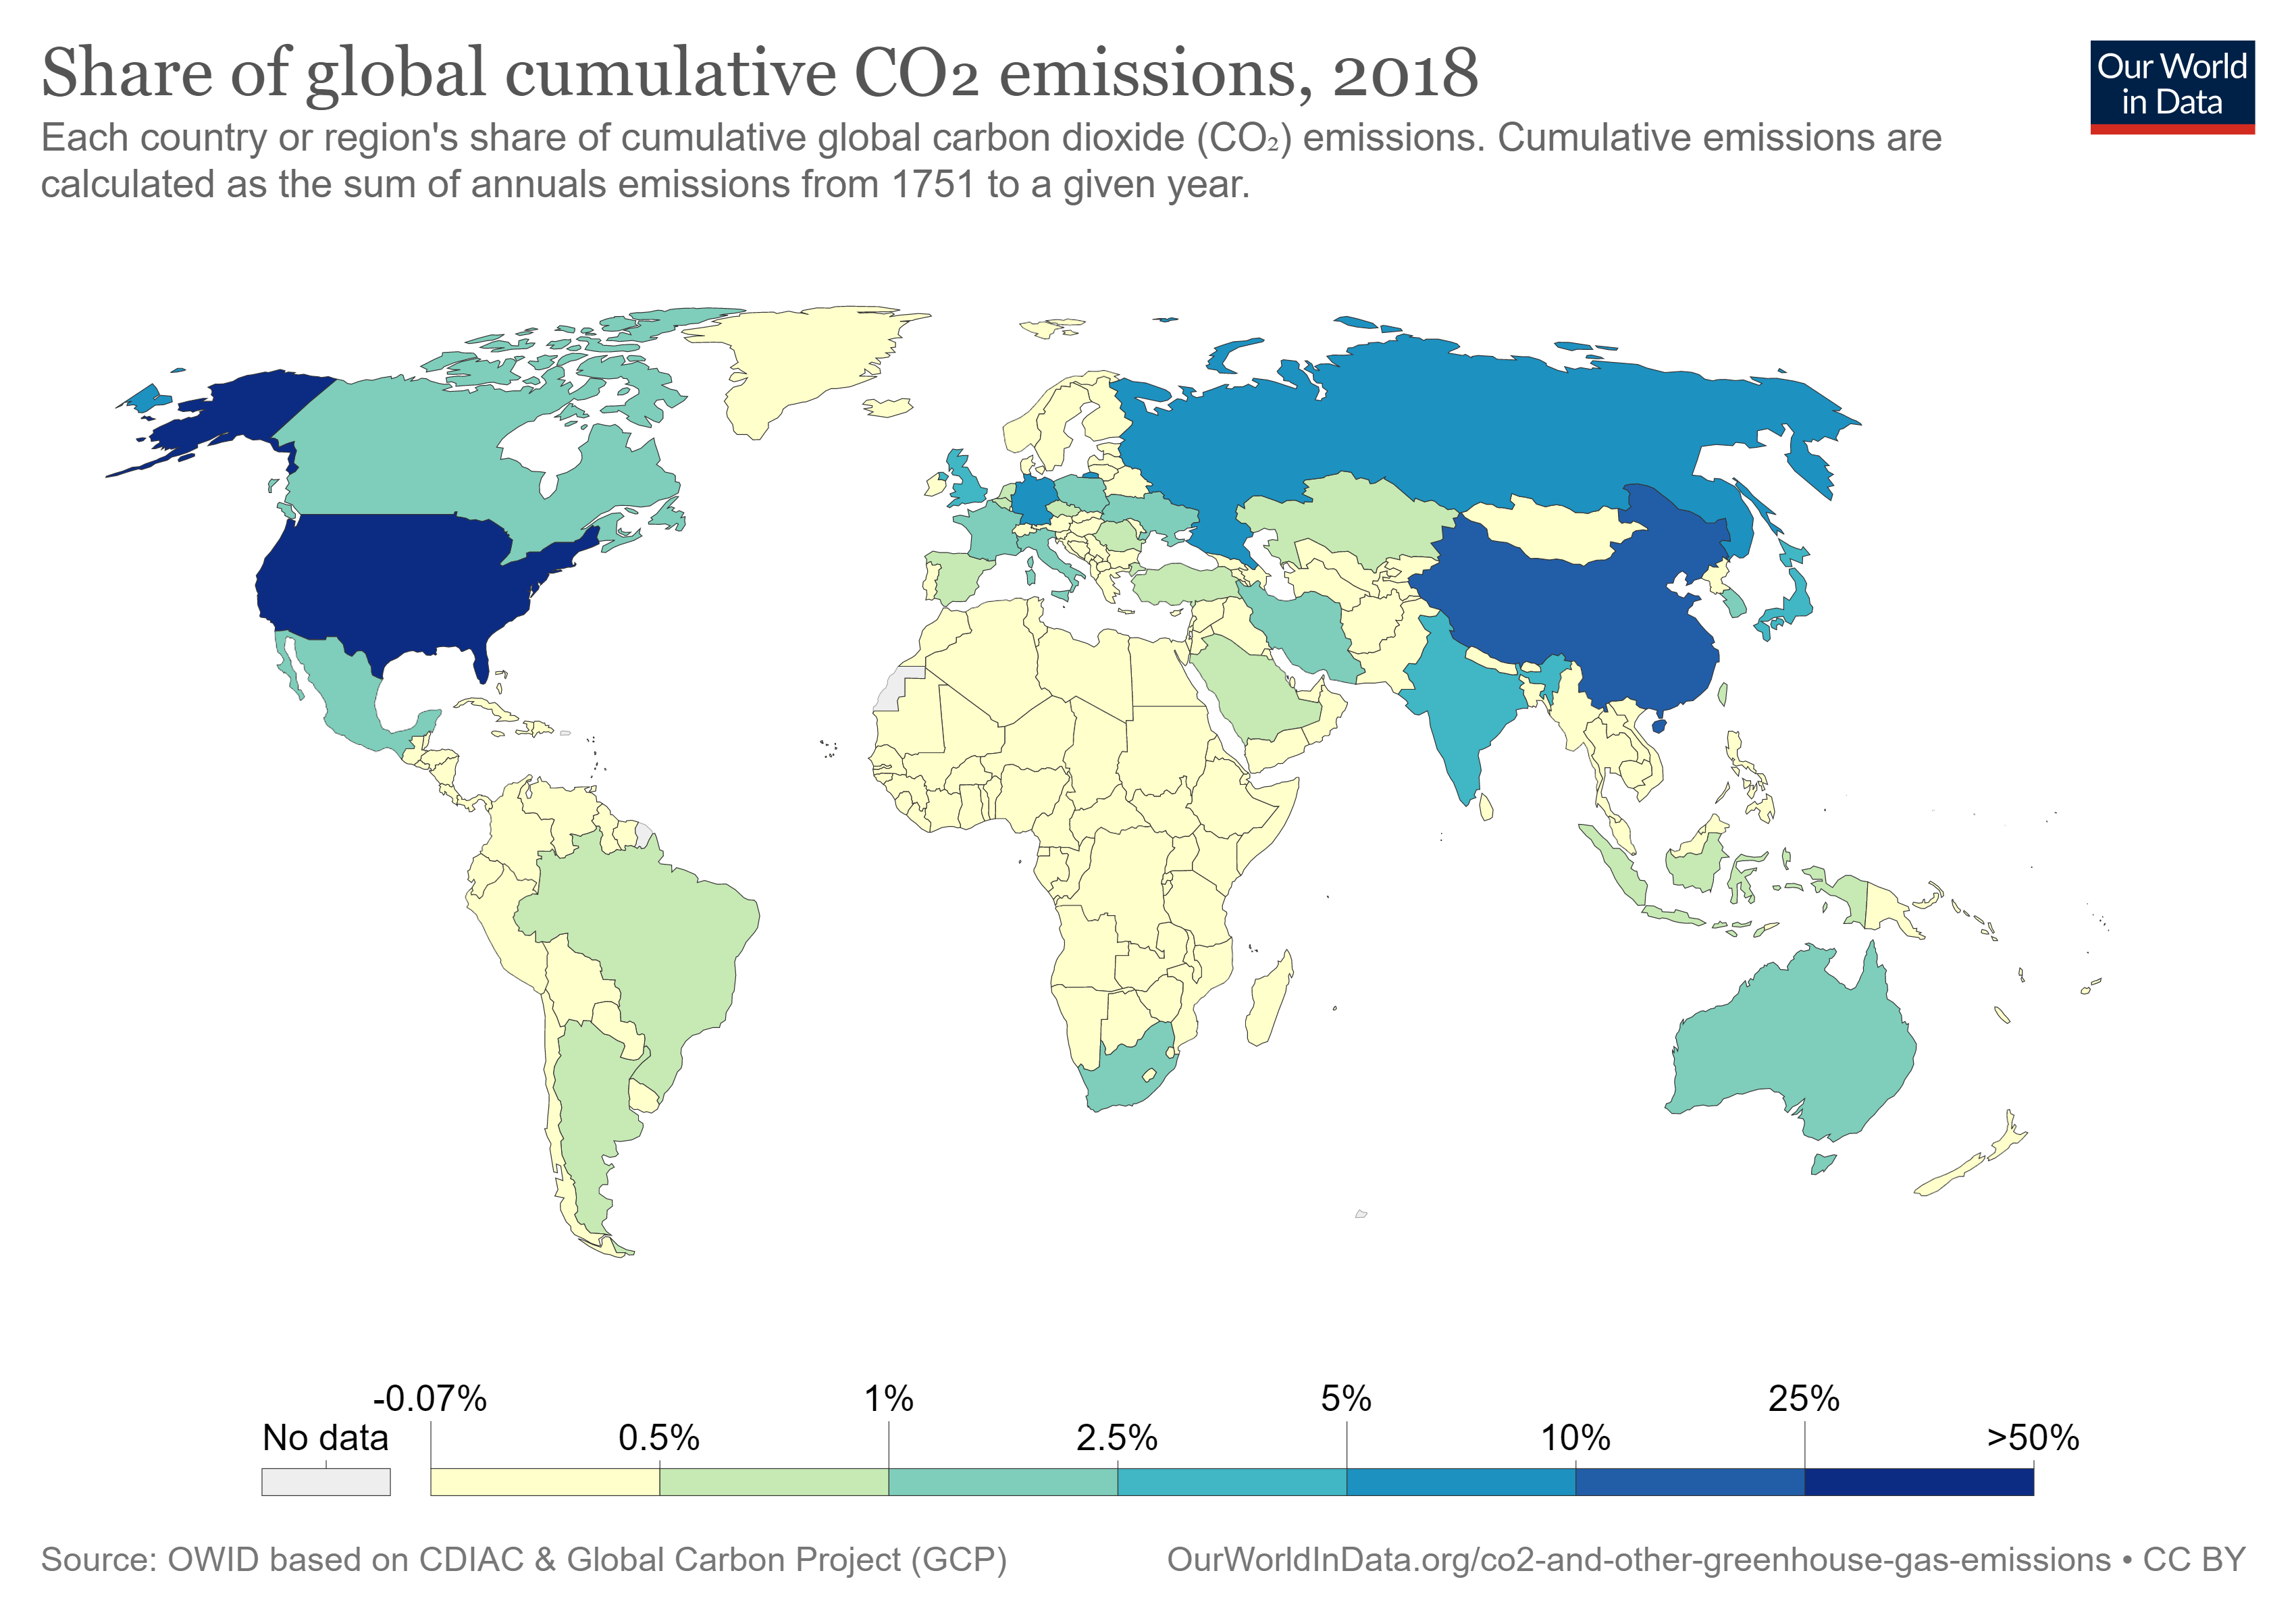 Share of global cumulative CO2 emissions, 2018
Our World
in Data
Each country or region's share of cumulative global carbon dioxide (CO₂) emissions. Cumulative emissions are
calculated as the sum of annuals emissions from 1751 to a given year.
-0.07% 1% 5% 25%
No data 0.5% 2.5% 10% >50%
Source: OWID based on CDIAC & Global Carbon Project (GCP) OurWorldInData.org/co2-and-other-greenhouse-gas-emissions • CC BY